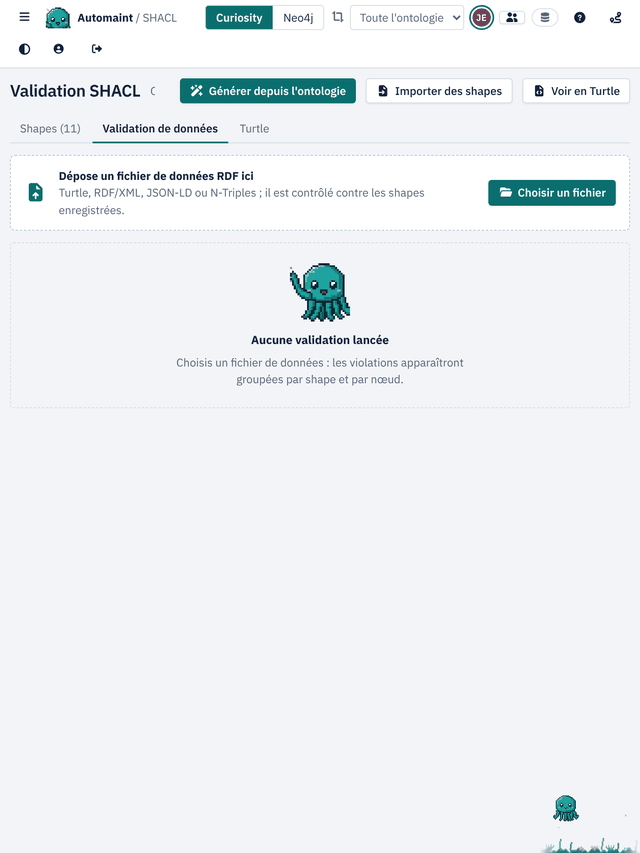 Automaint / SHACL
Curiosity
Neo4j
Toute l'ontologie
JE
Validation SHACL
Générer depuis l'ontologie
Importer des shapes
Voir en Turtle
Shapes (11)
Validation de données
Turtle
Dépose un fichier de données RDF ici
Turtle, RDF/XML, JSON-LD ou N-Triples ; il est contrôlé contre les shapes
enregistrées.
Choisir un fichier
Aucune validation lancée
Choisis un fichier de données : les violations apparaîtront
groupées par shape et par nœud.